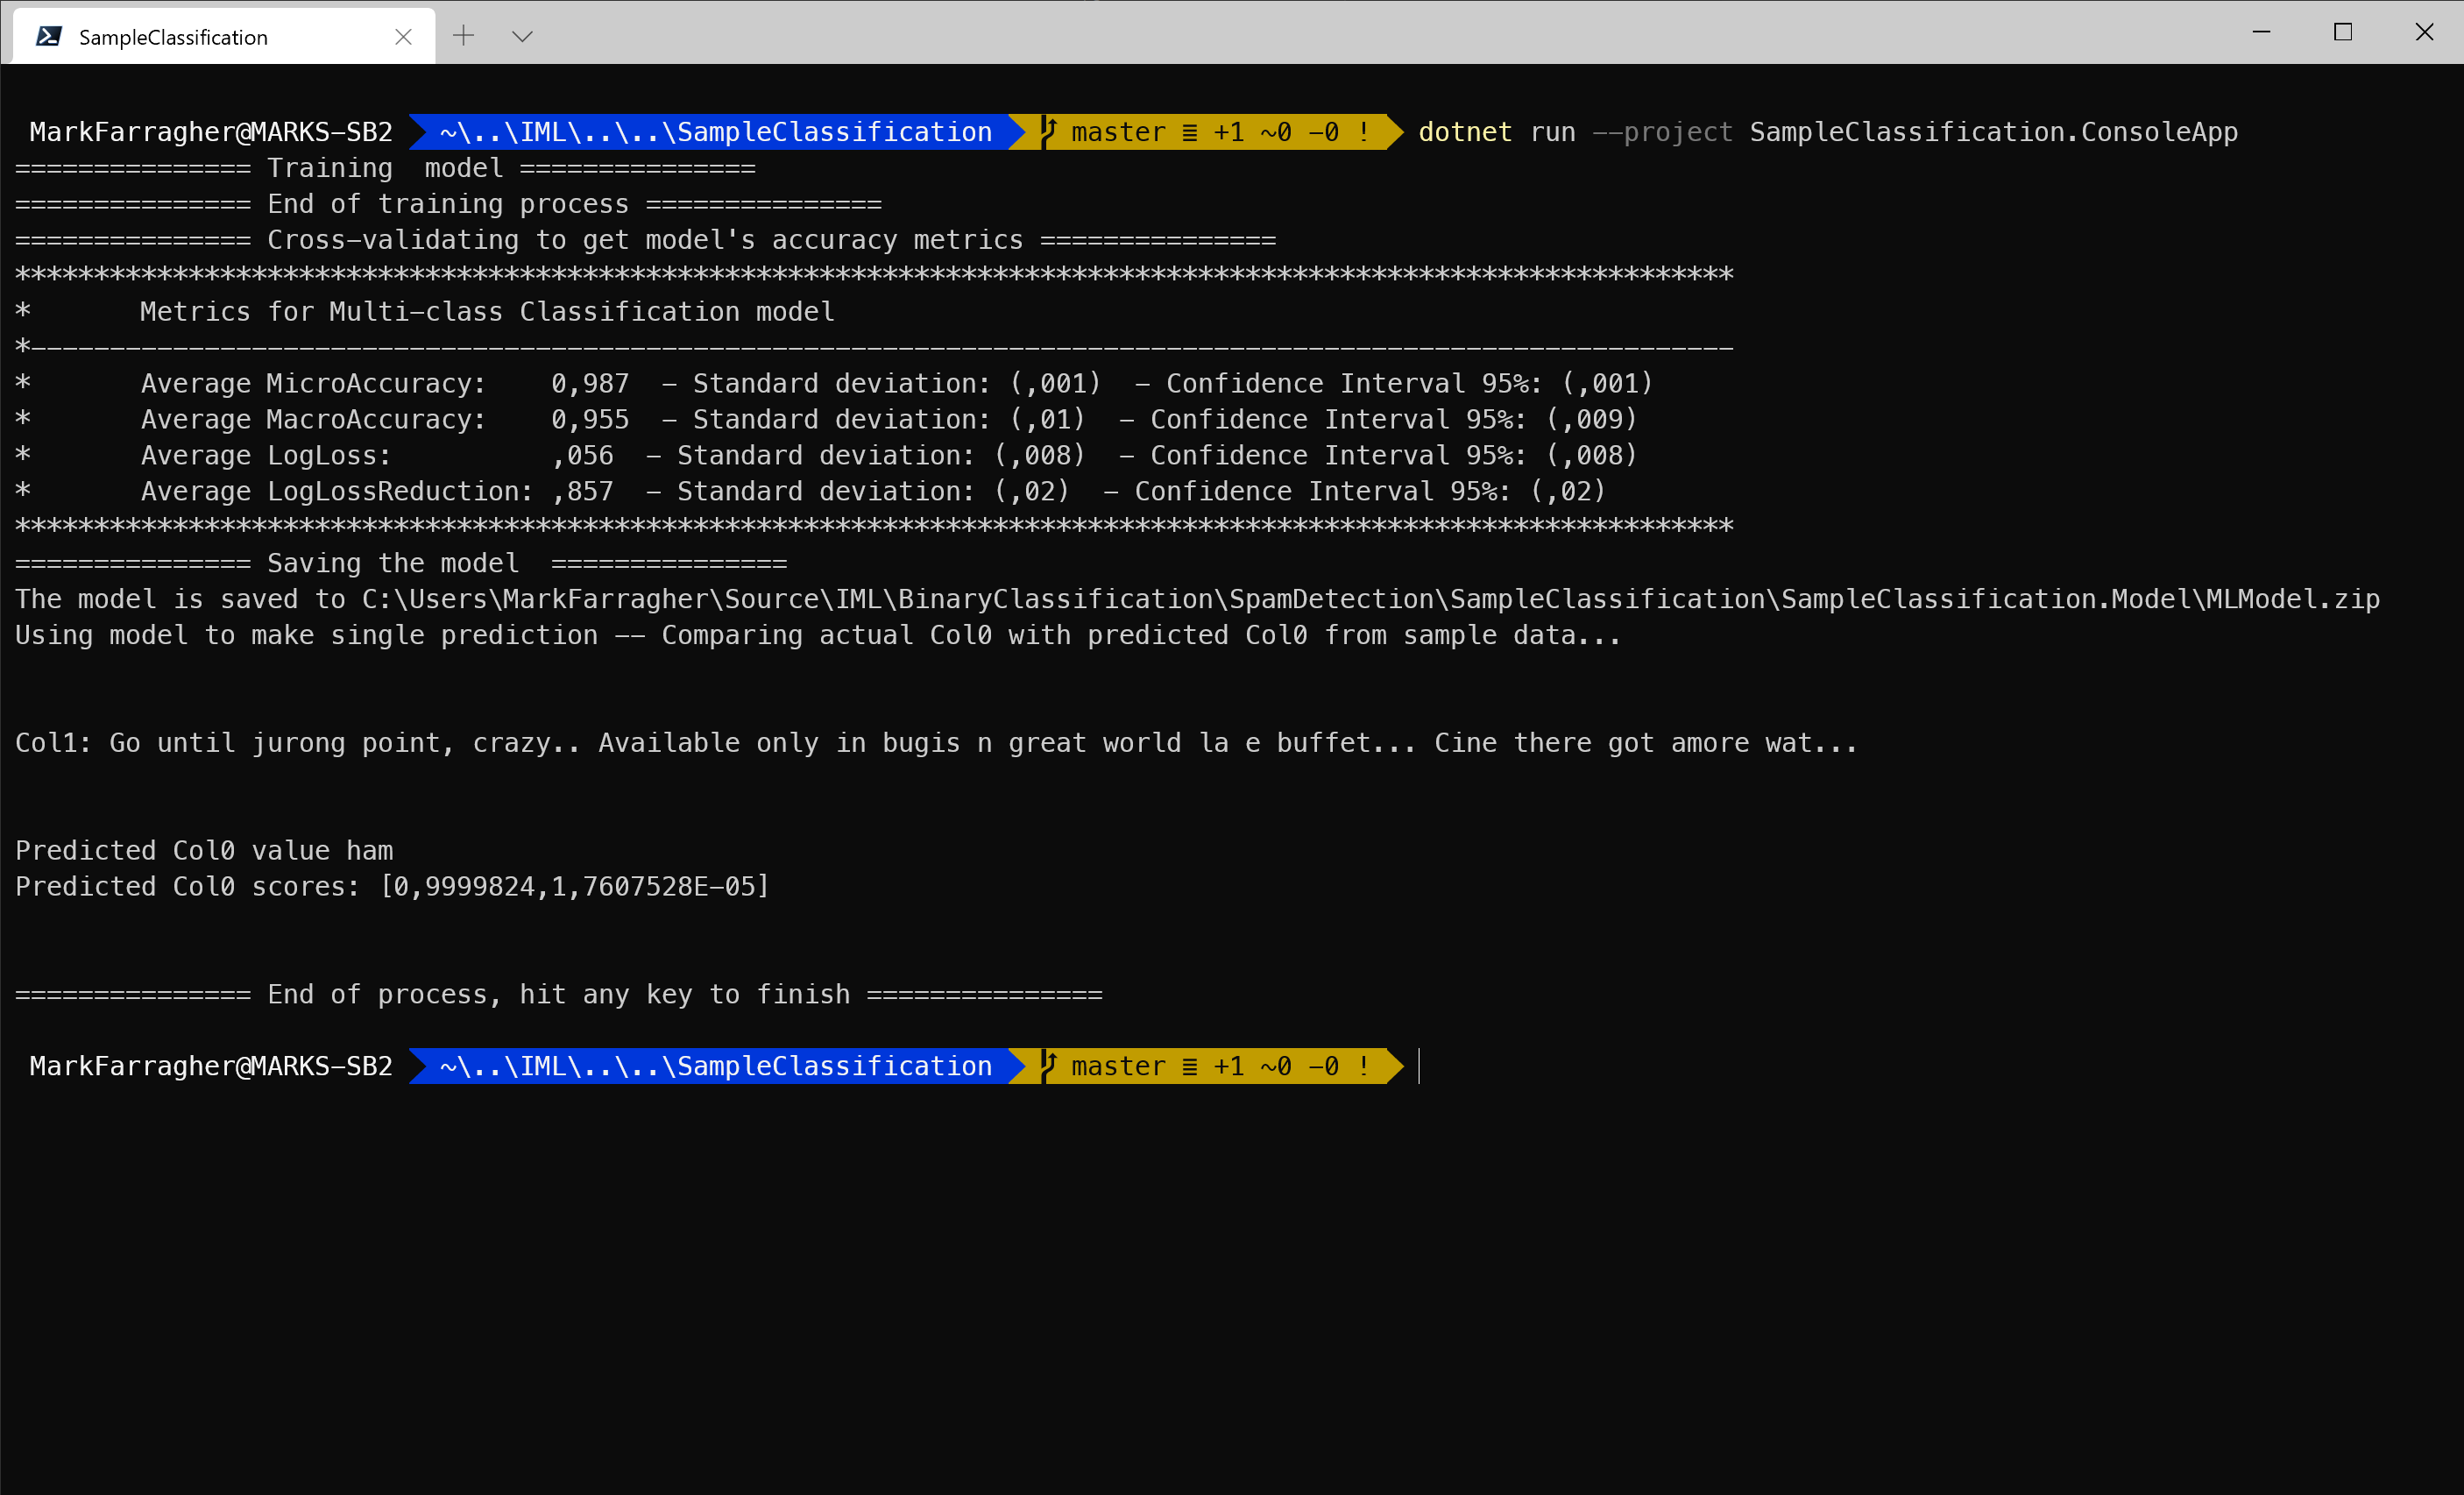 SampleClassification
MarkFarragher@MARKS-SB2 ~\..\IML\..\..\SampleClassification master ≡ +1 ~0 -0 ! dotnet run --project SampleClassification.ConsoleApp
=============== Training  model ===============
=============== End of training process ===============
=============== Cross-validating to get model's accuracy metrics ===============
*************************************************************************************************************
*       Metrics for Multi-class Classification model
*------------------------------------------------------------------------------------------------------------
*       Average MicroAccuracy:    0,987  - Standard deviation: (,001)  - Confidence Interval 95%: (,001)
*       Average MacroAccuracy:    0,955  - Standard deviation: (,01)  - Confidence Interval 95%: (,009)
*       Average LogLoss:          ,056  - Standard deviation: (,008)  - Confidence Interval 95%: (,008)
*       Average LogLossReduction: ,857  - Standard deviation: (,02)  - Confidence Interval 95%: (,02)
*************************************************************************************************************
=============== Saving the model  ===============
The model is saved to C:\Users\MarkFarragher\Source\IML\BinaryClassification\SpamDetection\SampleClassification\SampleClassification.Model\MLModel.zip
Using model to make single prediction -- Comparing actual Col0 with predicted Col0 from sample data...
Col1: Go until jurong point, crazy.. Available only in bugis n great world la e buffet... Cine there got amore wat...
Predicted Col0 value ham
Predicted Col0 scores: [0,9999824,1,7607528E-05]
=============== End of process, hit any key to finish ===============
MarkFarragher@MARKS-SB2 ~\..\IML\..\..\SampleClassification master ≡ +1 ~0 -0 !